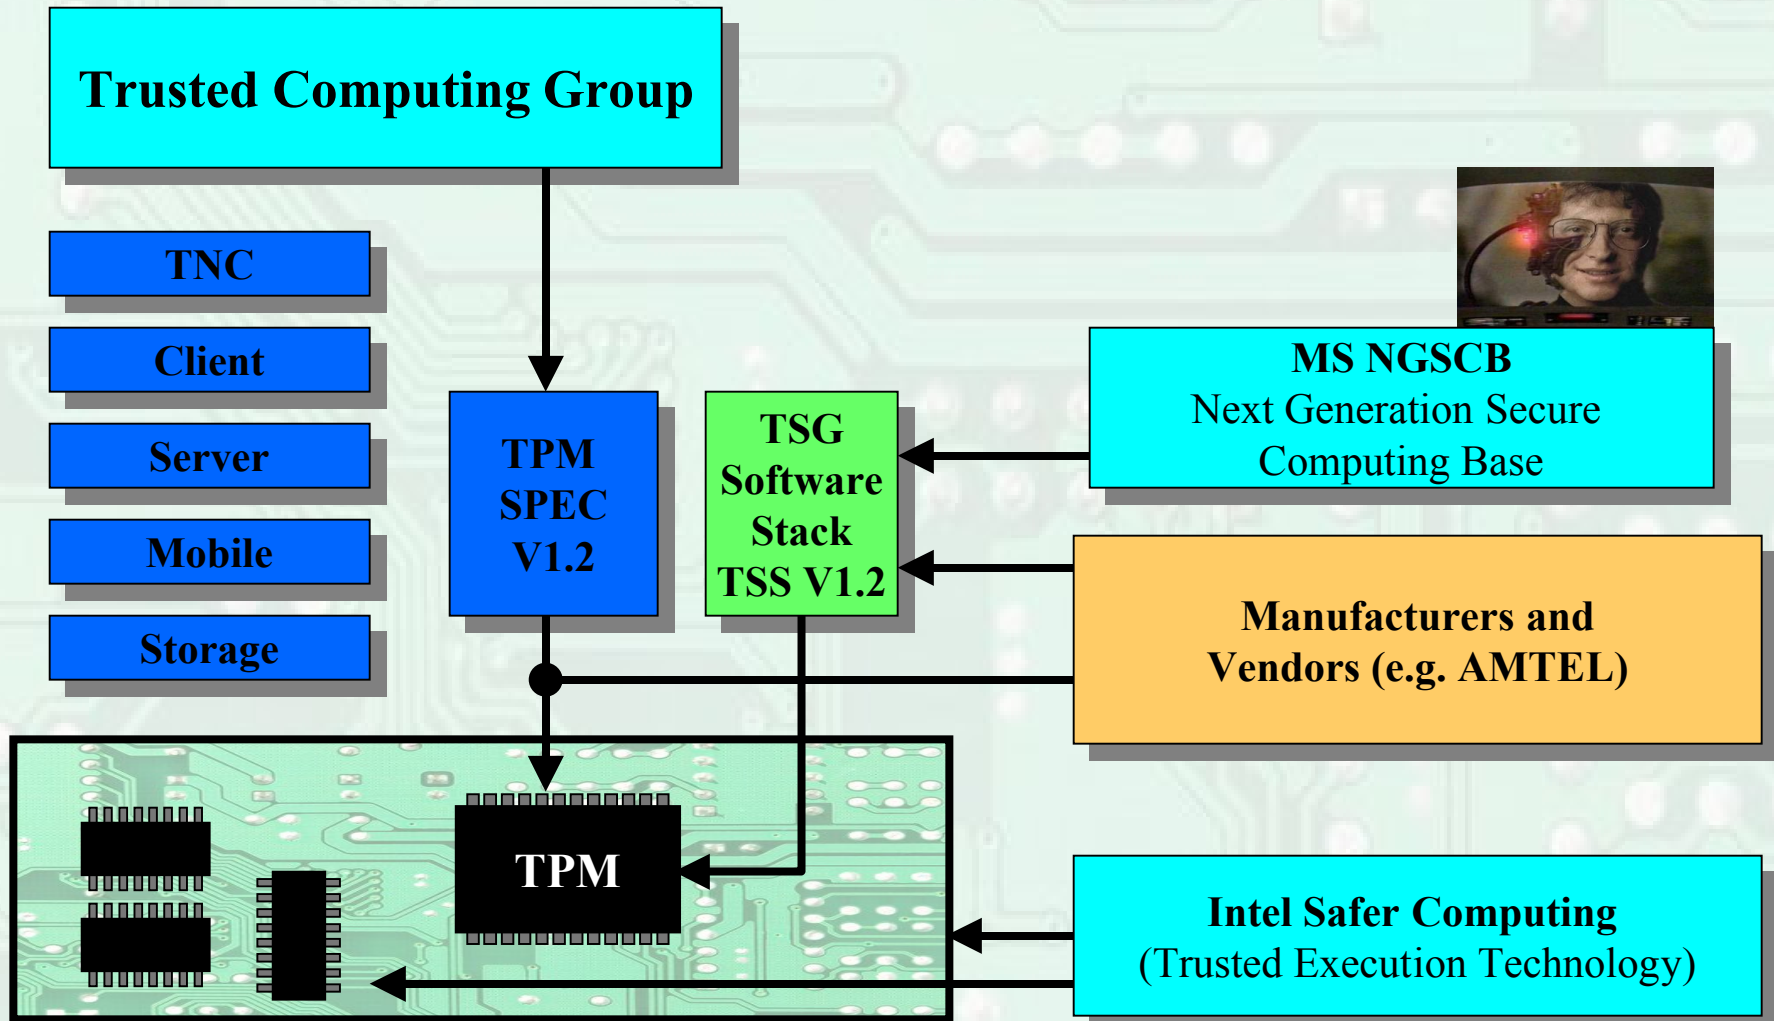 Trusted Computing Group
TNC
Client
Server
Mobile
Storage
TPM
SPEC
V1.2
TSG
Software
Stack
TSS V1.2
MS NGSCB
Next Generation Secure
Computing Base
Manufacturers and
Vendors (e.g. AMTEL)
TPM
Intel Safer Computing
(Trusted Execution Technology)